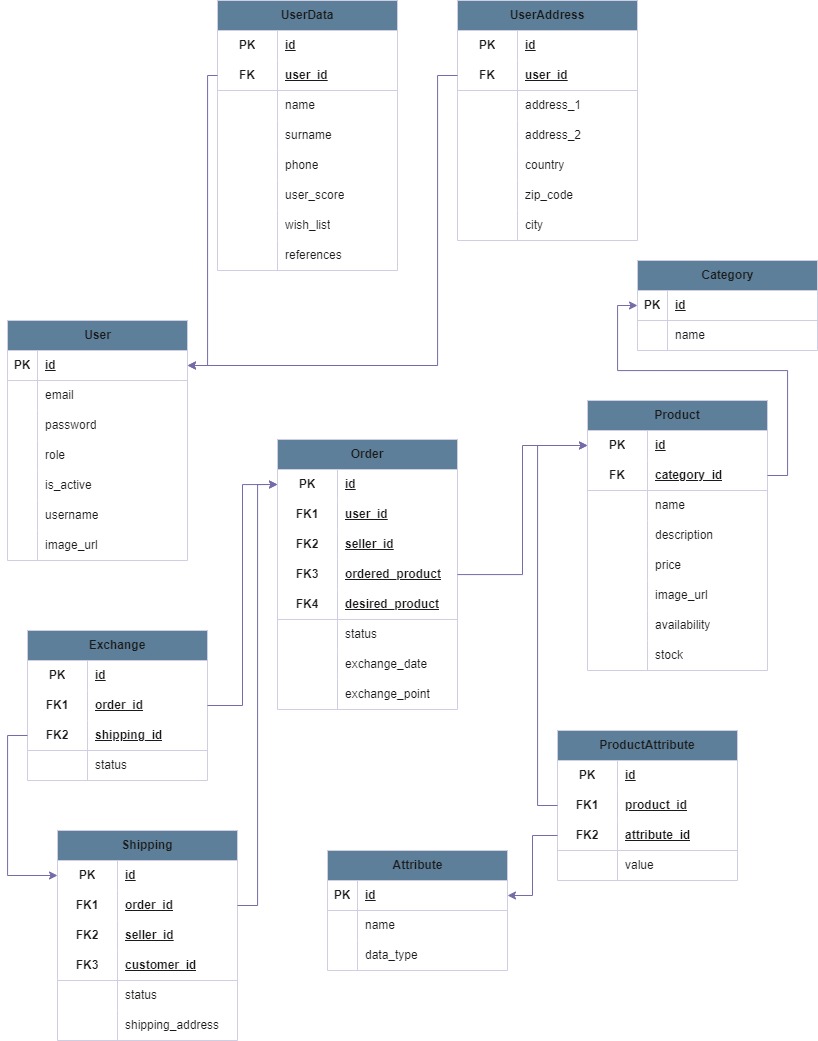 UserData
PK id
FK user_id
name
surname
phone
user_score
wish_list
references
UserAddress
PK id
FK user_id
address_1
address_2
country
zip_code
city
Category
PK id
name
User
PK id
email
password
role
is_active
username
image_url
Order
PK id
FK1 user_id
FK2 seller_id
FK3 ordered_product
FK4 desired_product
status
exchange_date
exchange_point
Product
PK id
FK category_id
name
description
price
image_url
availability
stock
Exchange
PK id
FK1 order_id
FK2 shipping_id
status
ProductAttribute
PK id
FK1 product_id
FK2 attribute_id
value
Shipping
PK id
FK1 order_id
FK2 seller_id
FK3 customer_id
status
shipping_address
Attribute
PK id
name
data_type